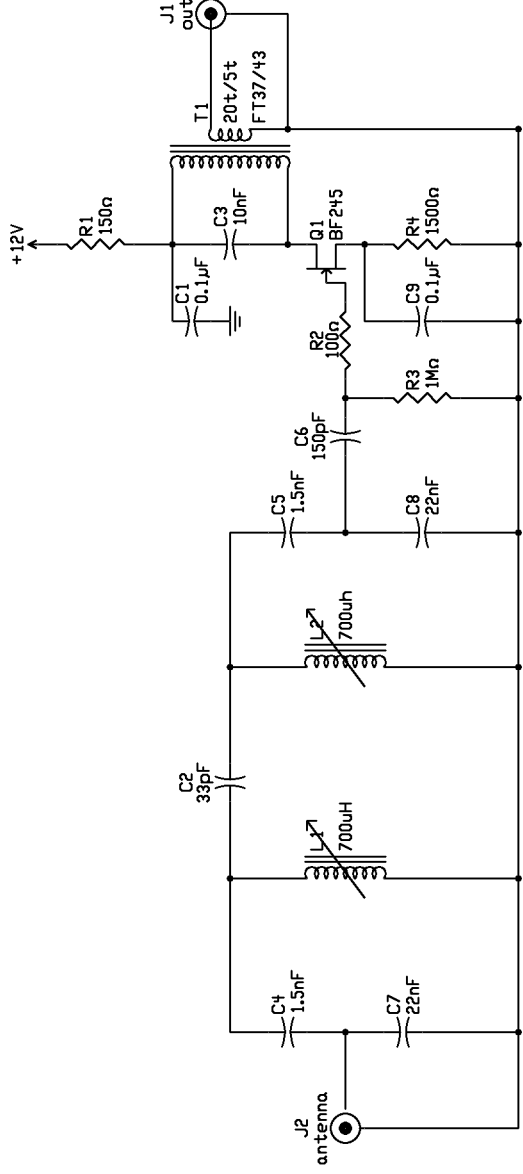 J2
antenna
C4
1.5nF
C7
22nF
L1
700uH
C2
33pF
L2
700uh
C5
1.5nF
C8
22nF
C6
150pF
R3
1MΩ
R2
100Ω
C1
0.1µF
C9
0.1µF
+12V
R1
150Ω
C3
10nF
Q1
BF245
R4
1500Ω
T1
20t/5t
FT37/43
J1
out